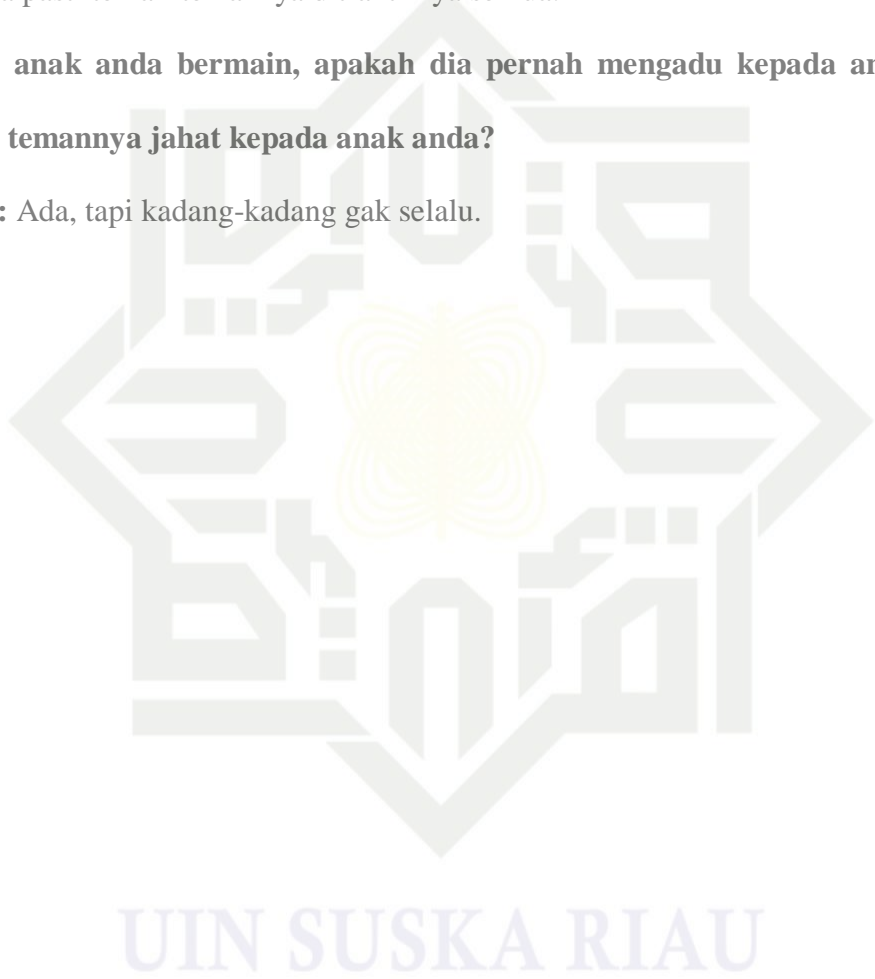 anak anda bermain, apakah dia pernah mengadu kepada
temannya jahat kepada anak anda?
: Ada, tapi kadang-kadang gak selalu.
UIN SUSKA RIAU